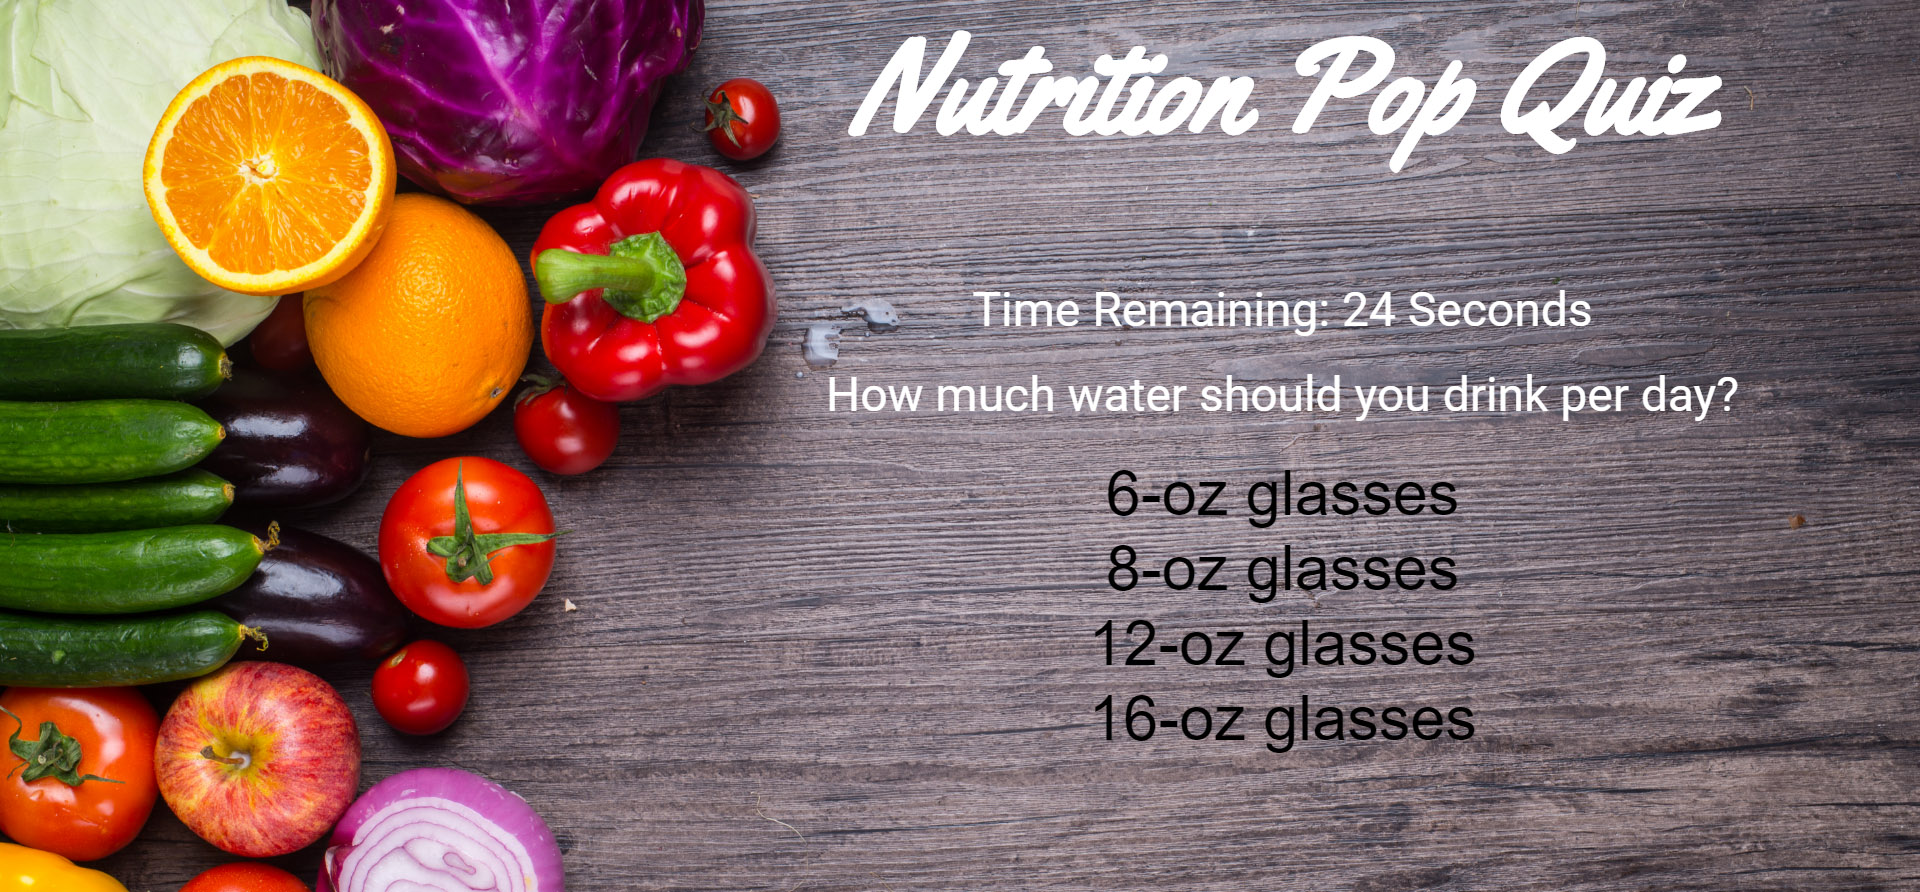 Nutrition Pop Quiz
Time Remaining: 24 Seconds
How much water should you drink per day?
6-oz glasses
8-oz glasses
12-oz glasses
16-oz glasses